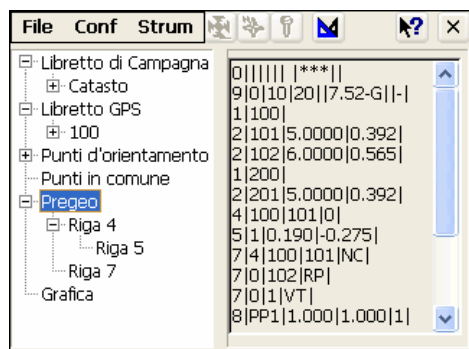 File Conf Strum
Libretto di Campagna
Catasto
Libretto GPS
100
Punti d'orientamento
Punti in comune
Pregeo
Riga 4
Riga 5
Riga 7
Grafica
0|||||| |***||
9|0|10|20||7.52-G||-|
1|100|
2|101|5.0000|0.392|
2|102|6.0000|0.565|
1|200|
2|201|5.0000|0.392|
4|100|101|0|
5|1|0.190|-0.275|
7|4|100|101|NC|
7|0|102|RP|
7|0|1|VT|
8|PP1|1.000|1.000|1|